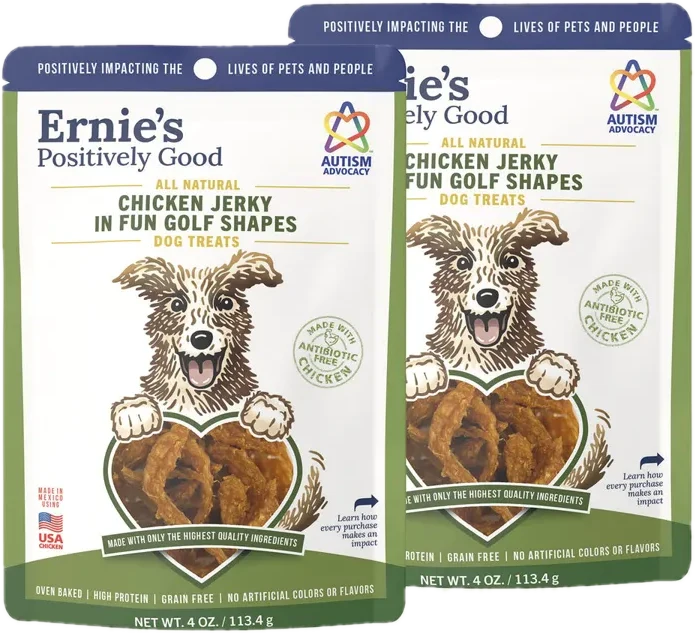 POSITIVELY IMPACTING THE LIVES OF PETS AND PEOPLE
Ernie's
Positively Good
AUTISM
ADVOCACY
ALL NATURAL
CHICKEN JERKY
IN FUN GOLF SHAPES
DOG TREATS
MADE WITH
ANTIBIOTIC
FREE
CHICKEN
MADE IN
MEXICO
USING
USA
CHICKEN
Learn how
every purchase
makes an
impact
MADE WITH ONLY THE HIGHEST QUALITY INGREDIENTS
OVEN BAKED | HIGH PROTEIN | GRAIN FREE | NO ARTIFICIAL COLORS OR FLAVORS
NET WT. 4 OZ. / 113.4 g
POSITIVELY IMPACTING THE LIVES OF PETS AND PEOPLE
ie's
ely Good
AUTISM
ADVOCACY
ALL NATURAL
CHICKEN JERKY
FUN GOLF SHAPES
DOG TREATS
MADE WITH
ANTIBIOTIC
FREE
CHICKEN
Learn how
every purchase
makes an
impact
E WITH ONLY THE HIGHEST QUALITY INGREDIENTS
ROTEIN | GRAIN FREE | NO ARTIFICIAL COLORS OR FLAVORS
NET WT. 4 OZ. / 113.4 g